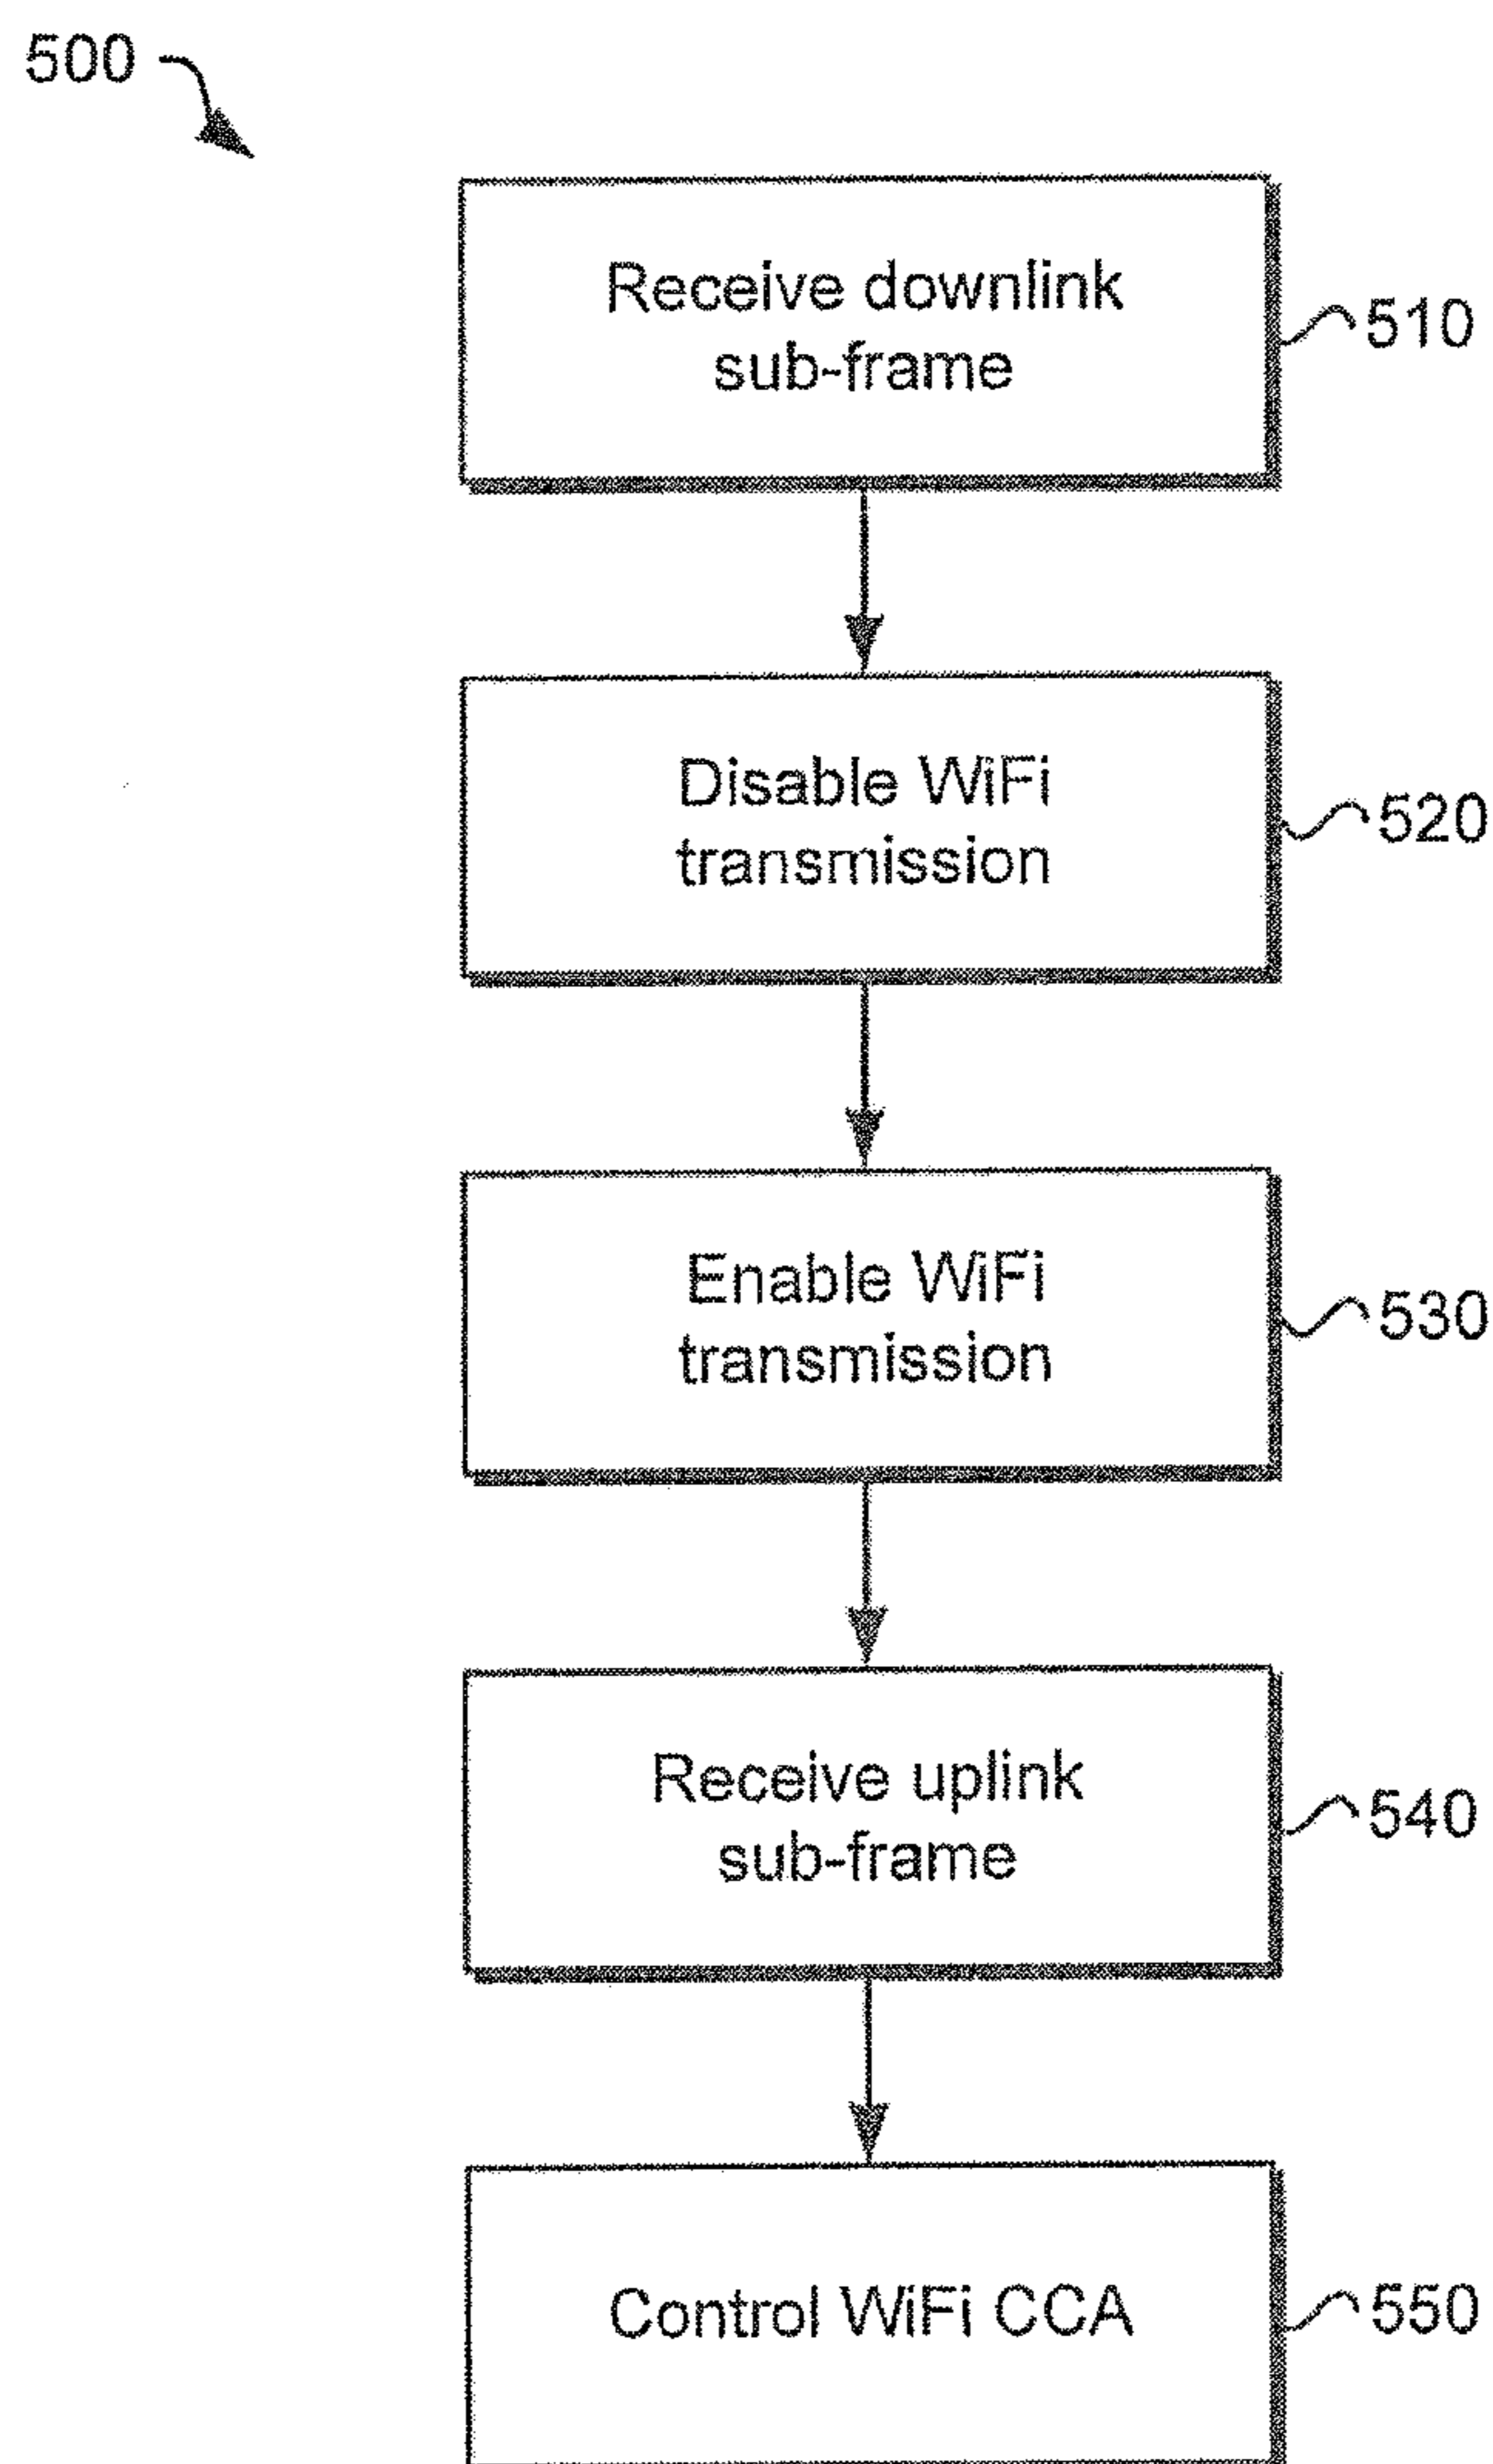 500
Receive downlink
sub-frame
510
Disable WiFi
transmission
520
Enable WiFi
transmission
530
Receive uplink
sub-frame
540
Control WiFi CCA
550